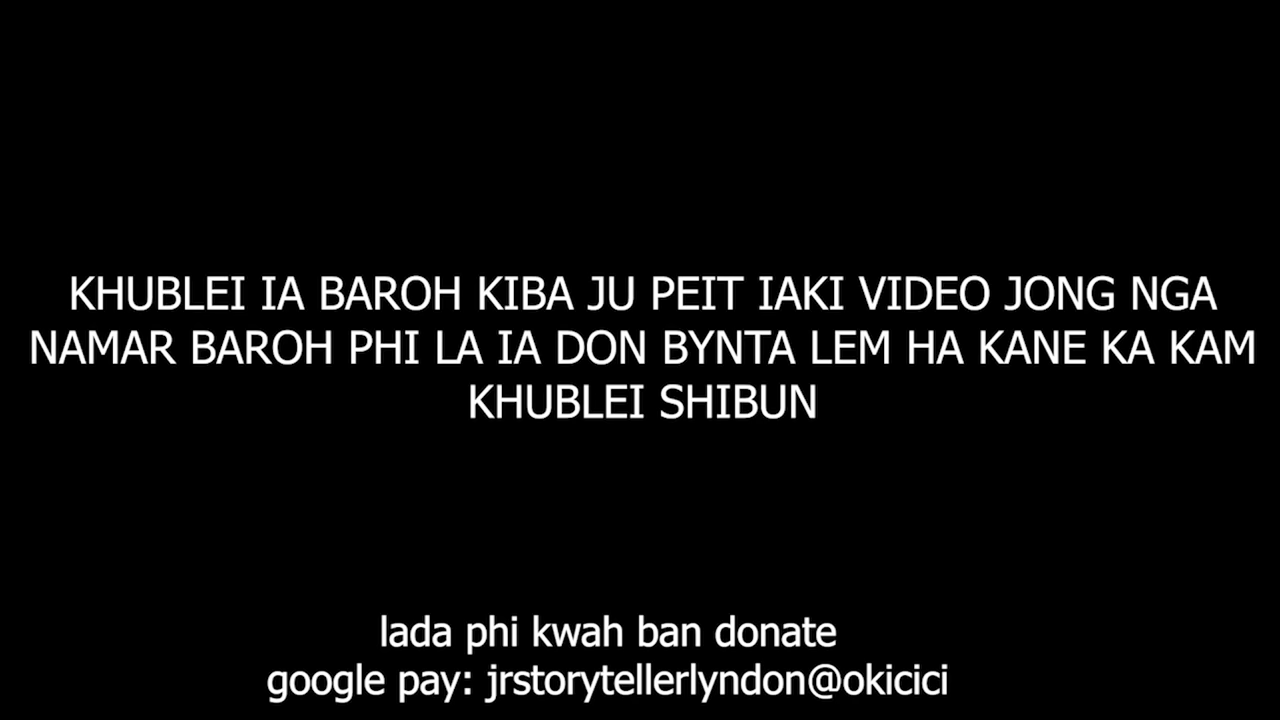 KHUBLEI IA BAROH KIBA JU PEIT IAKI VIDEO JONG NGA
NAMAR BAROH PHI LA IA DON BYNTA LEM HA KANE KA KAM
KHUBLEI SHIBUN
lada phi kwah ban donate
google pay: jrstorytellerlyndon@okicici